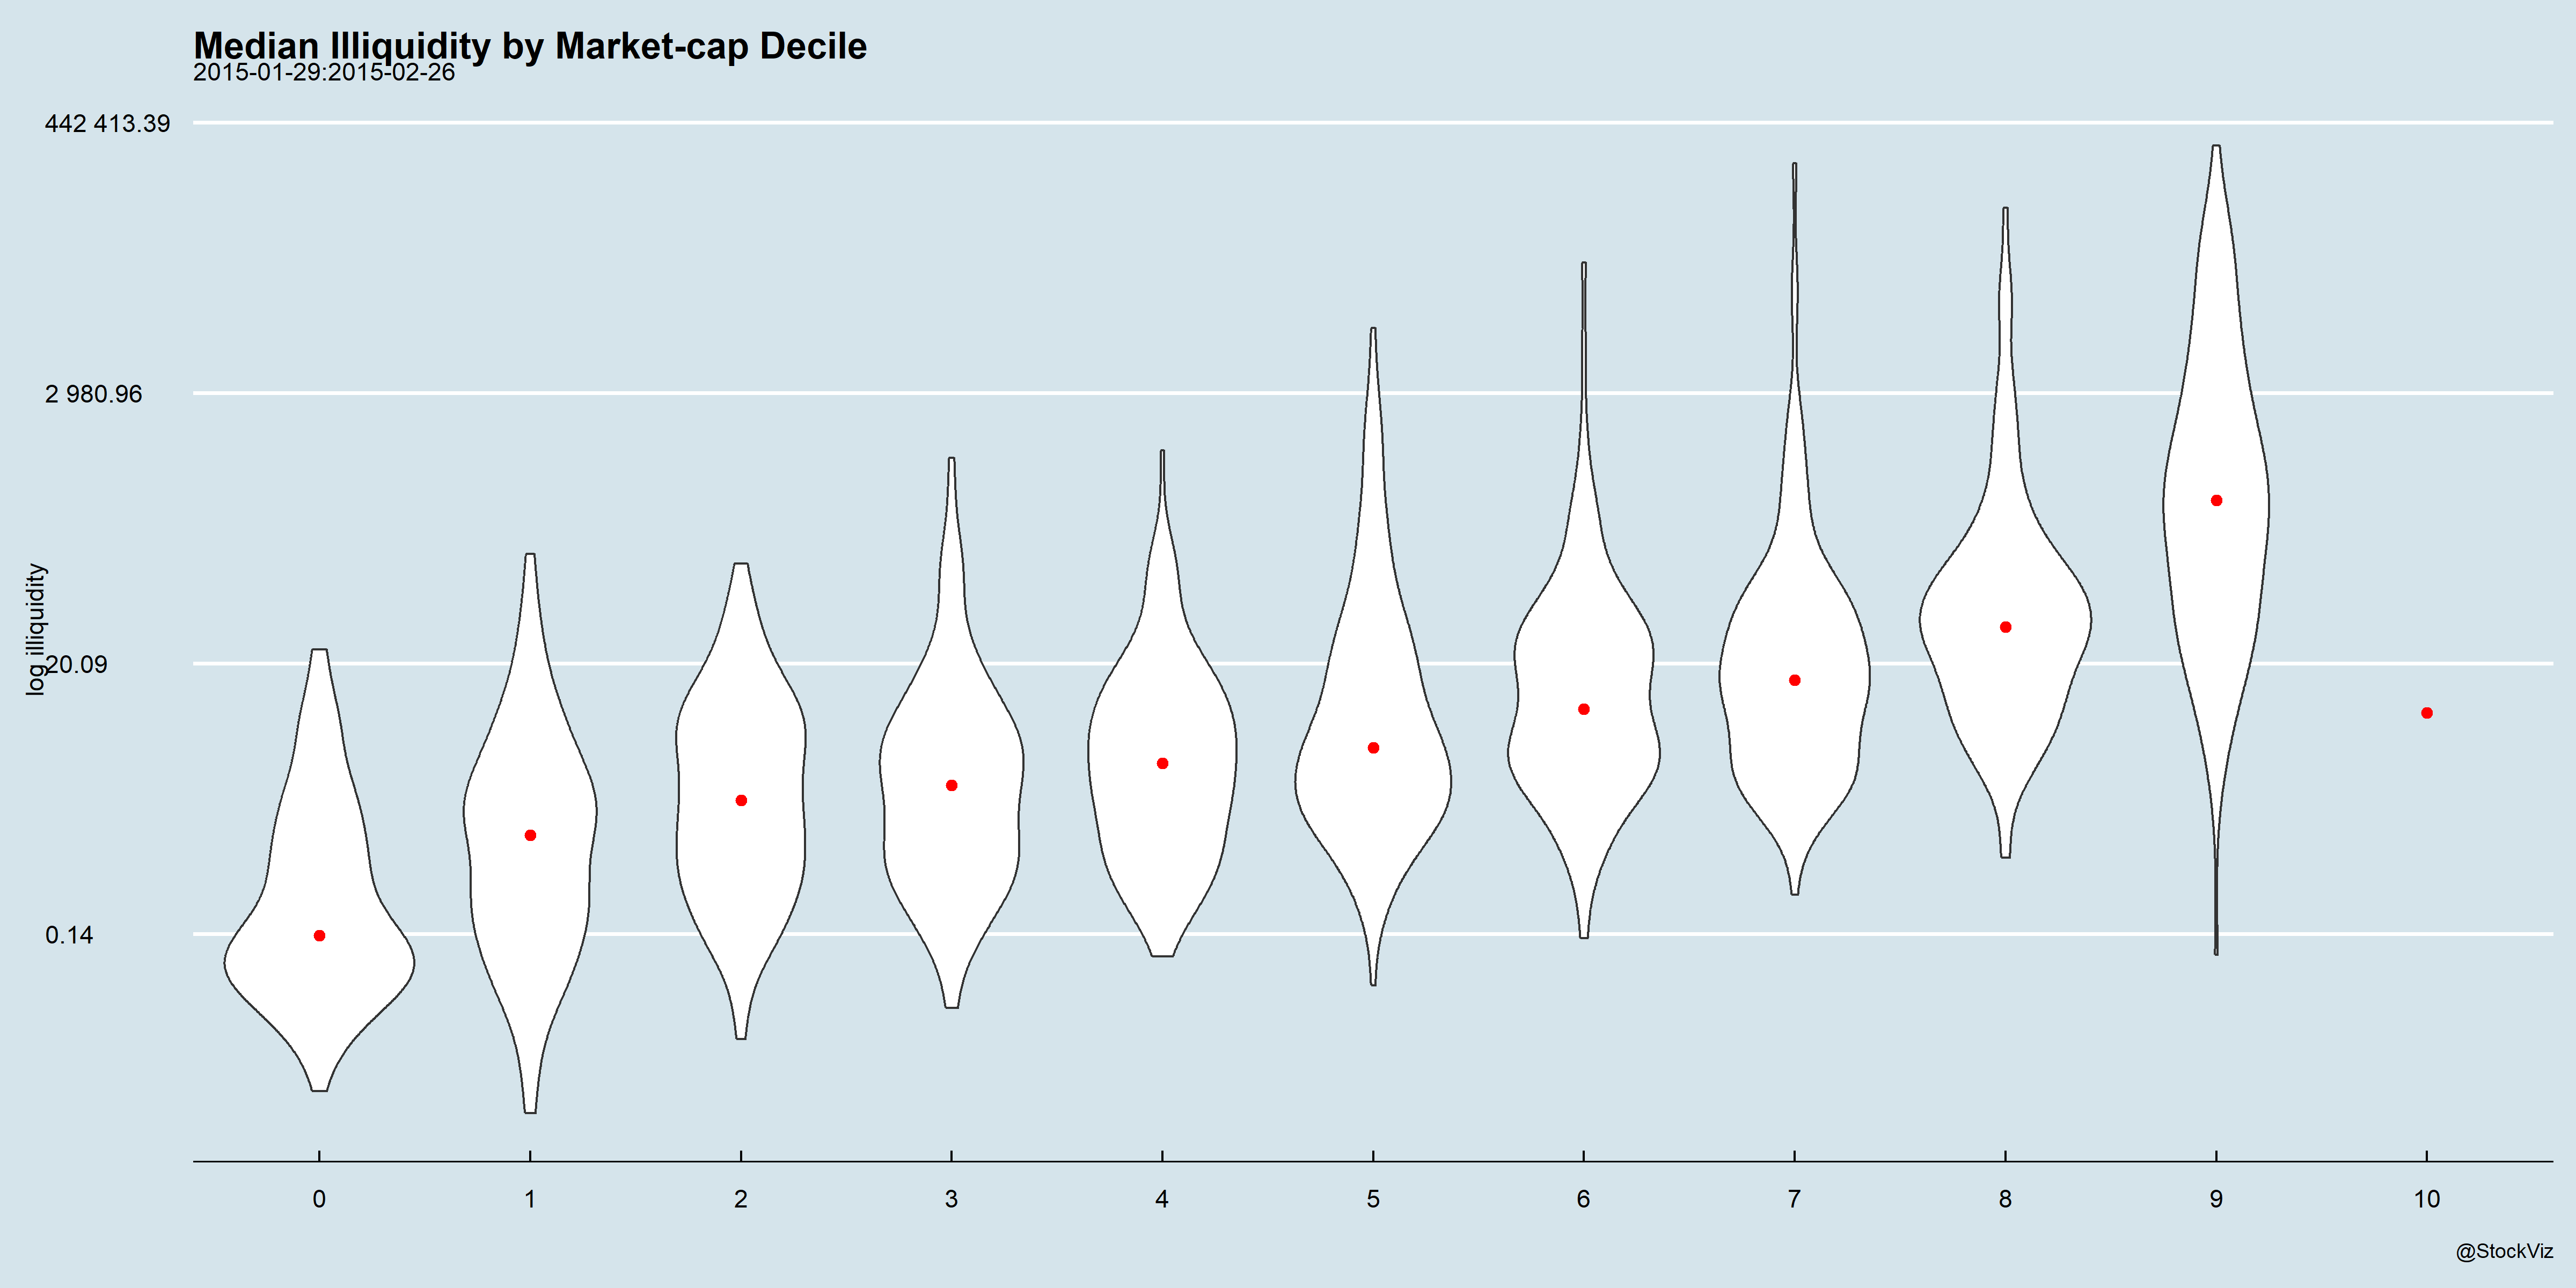 Median Illiquidity by Market-cap Decile
2015-01-29:2015-02-26
442 413.39
2 980.96
20.09
0.14
log illiquidity
0 1 2 3 4 5 6 7 8 9 10
@StockViz